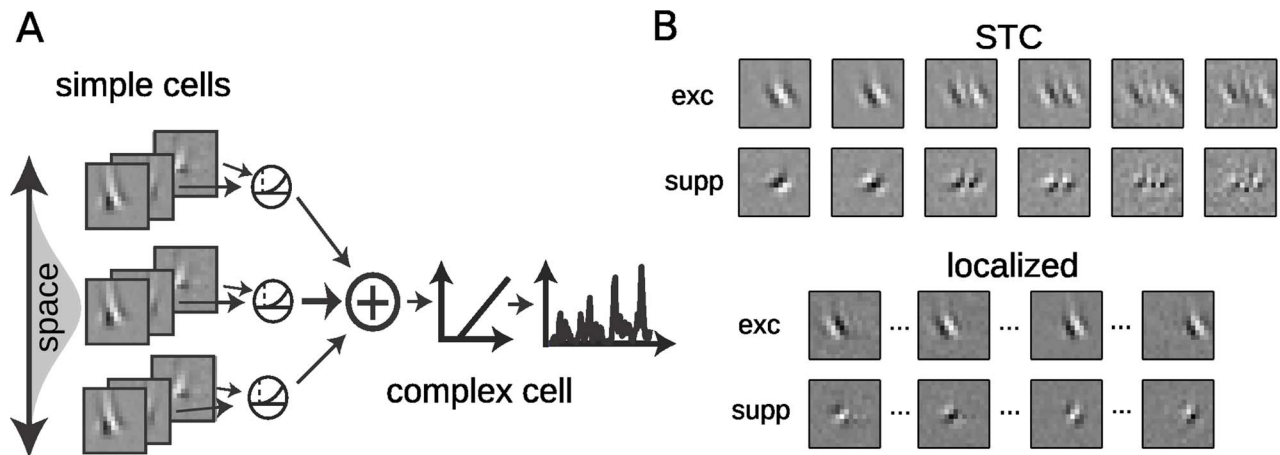 A
simple cells
space
complex cell
B
STC
exc
supp
localized
exc ... ... ...
supp ... ... ...